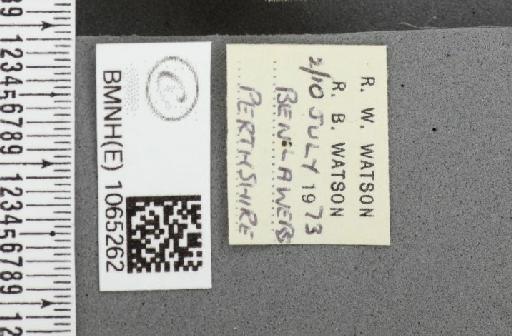 BMNH(E) 1065262
R. W. WATSON
R. B. WATSON
2/10 JULY 1973
BEN LAWERS
PERTHSHIRE